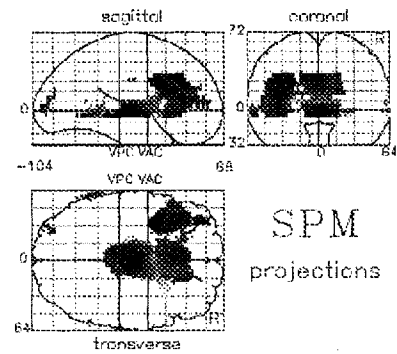 sagittal coronal
72
R
0 0
32
VPC VAC
-104 68 0 64
VPC VAC
0
64
R
transverse
SPM
projections